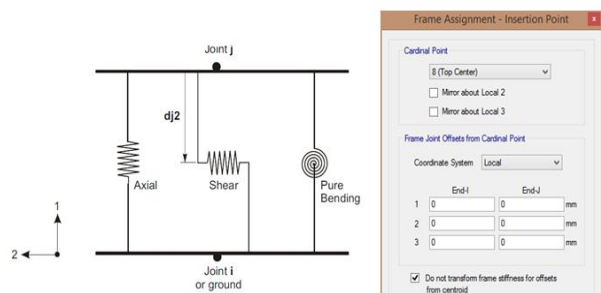 Joint j
dj2
Axial
Shear
Pure
Bending
1
2
Joint i
or ground
Frame Assignment - Insertion Point
x
Cardinal Point
8 (Top Center)
Mirror about Local 2
Mirror about Local 3
Frame Joint Offsets from Cardinal Point
Coordinate System Local
End-I End-J
1 0 0 mm
2 0 0 mm
3 0 0 mm
Do not transform frame stiffness for offsets
from centroid